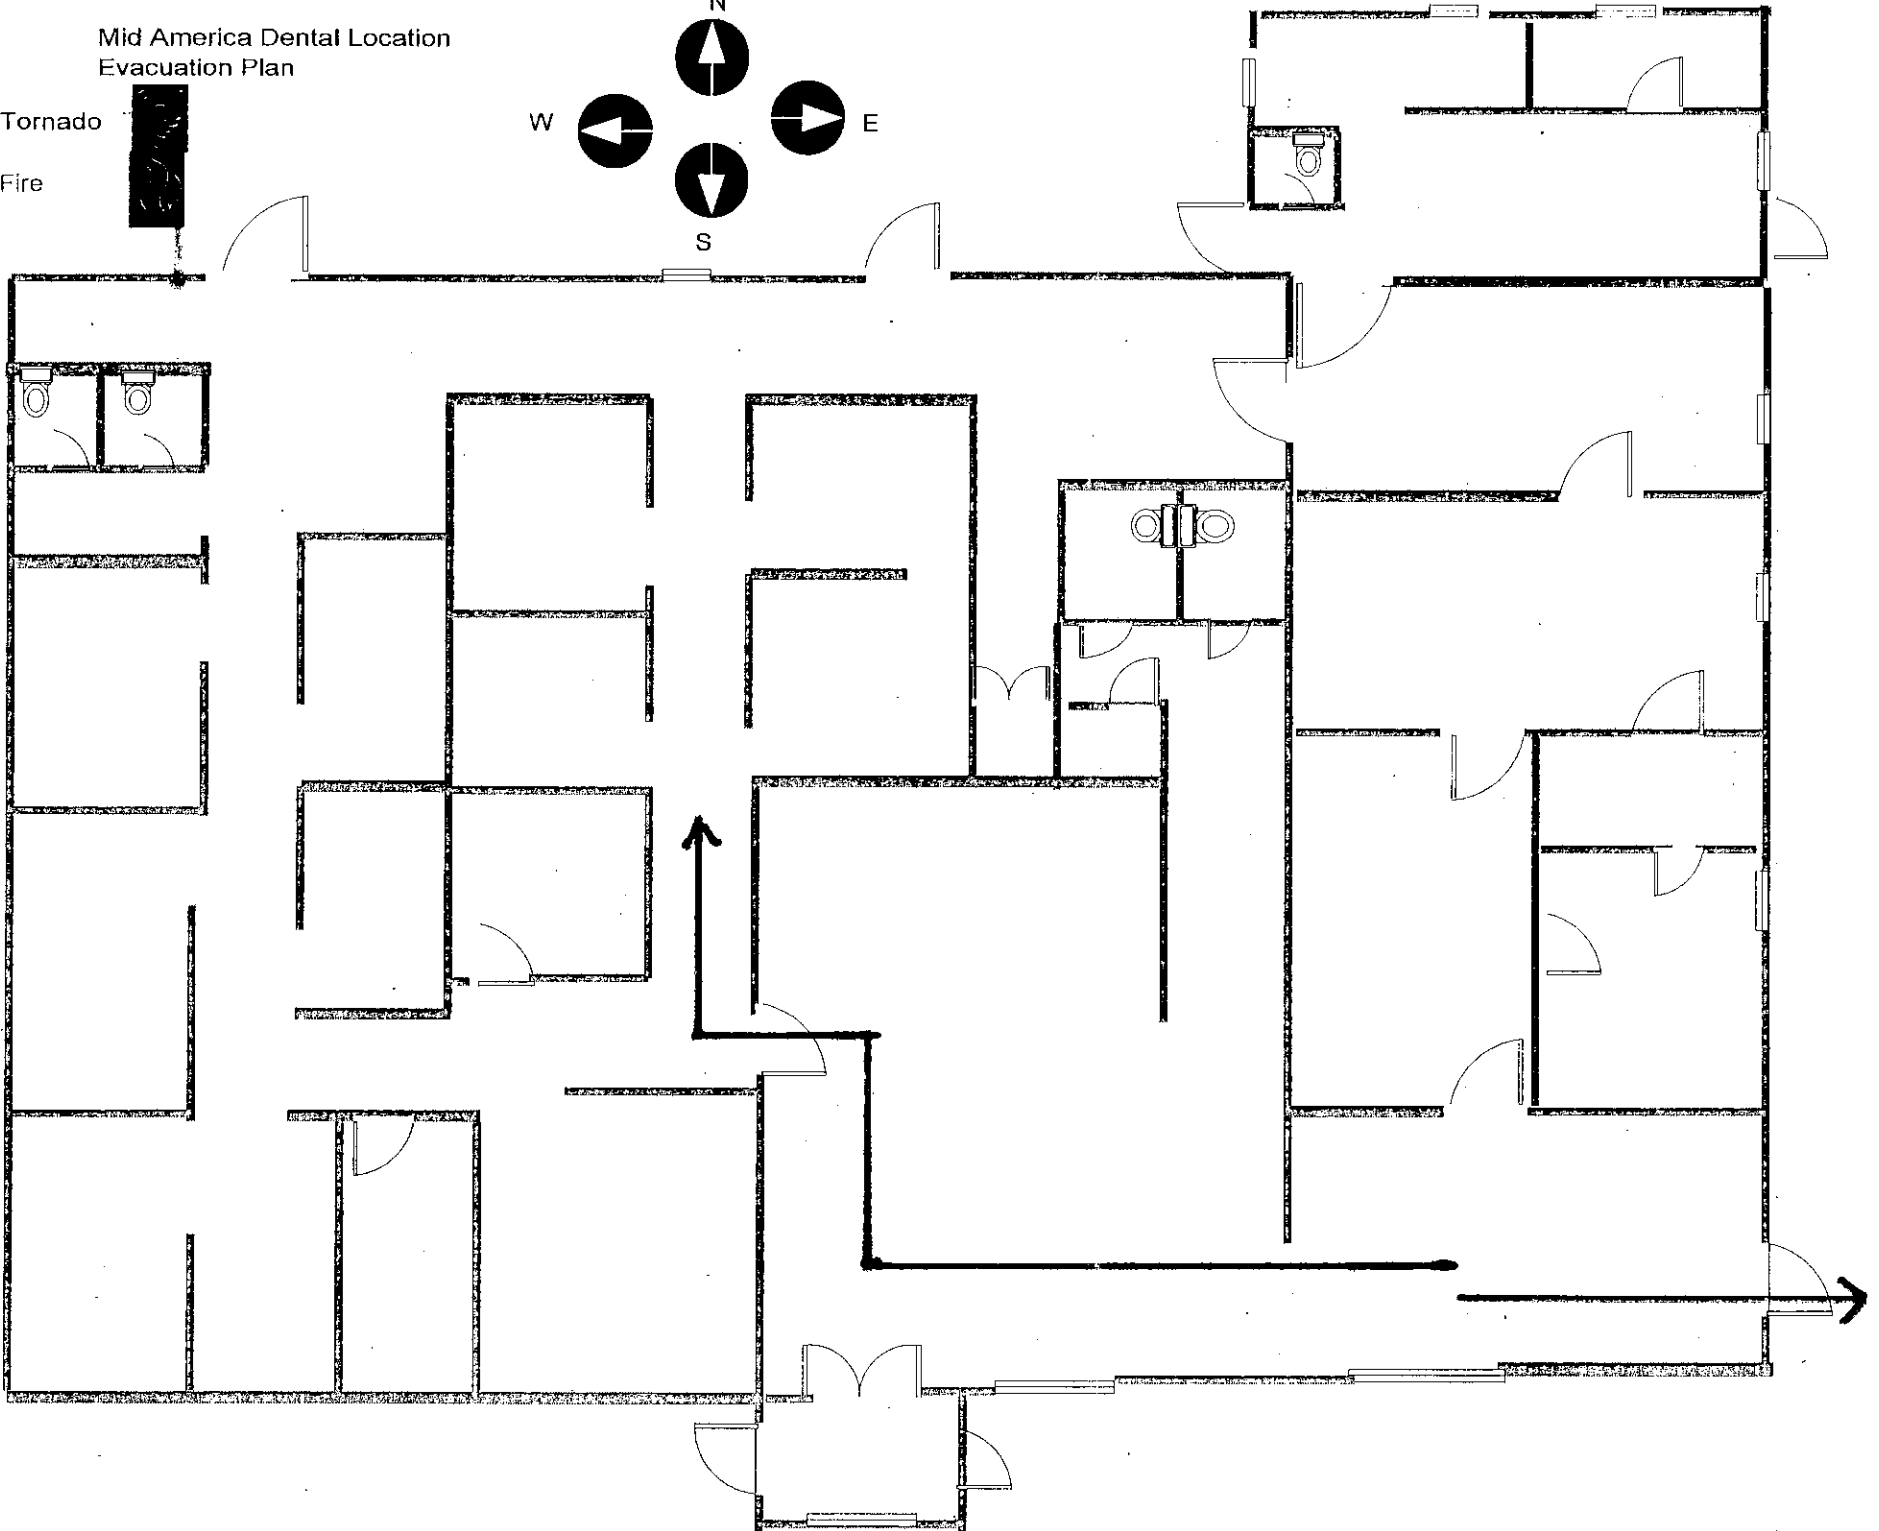 Mid America Dental Location
Evacuation Plan
Tornado
Fire
N
W
E
S